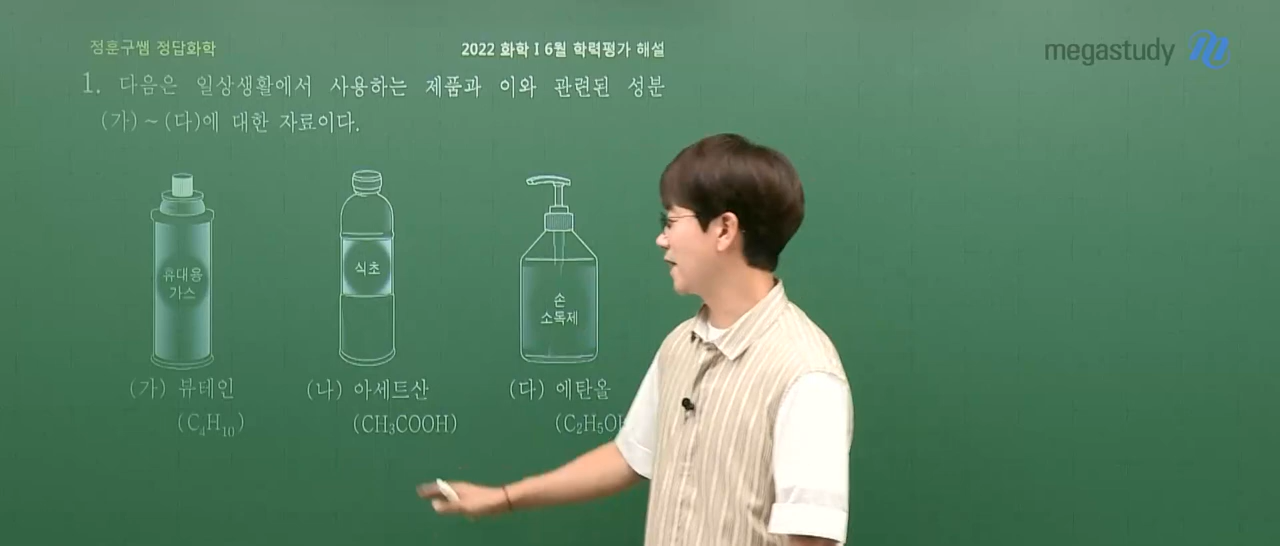 정훈구쌤 정답화학
2022 화학 I 6월 학력평가 해설
megastudy
1. 다음은 일상생활에서 사용하는 제품과 이와 관련된 성분
(가) ~ (다)에 대한 자료이다.
휴대용
가스
식초
손
소독제
(가) 뷰테인
(C₄H₁₀)
(나) 아세트산
(CH₃COOH)
(다) 에탄올
(C₂H₅OH